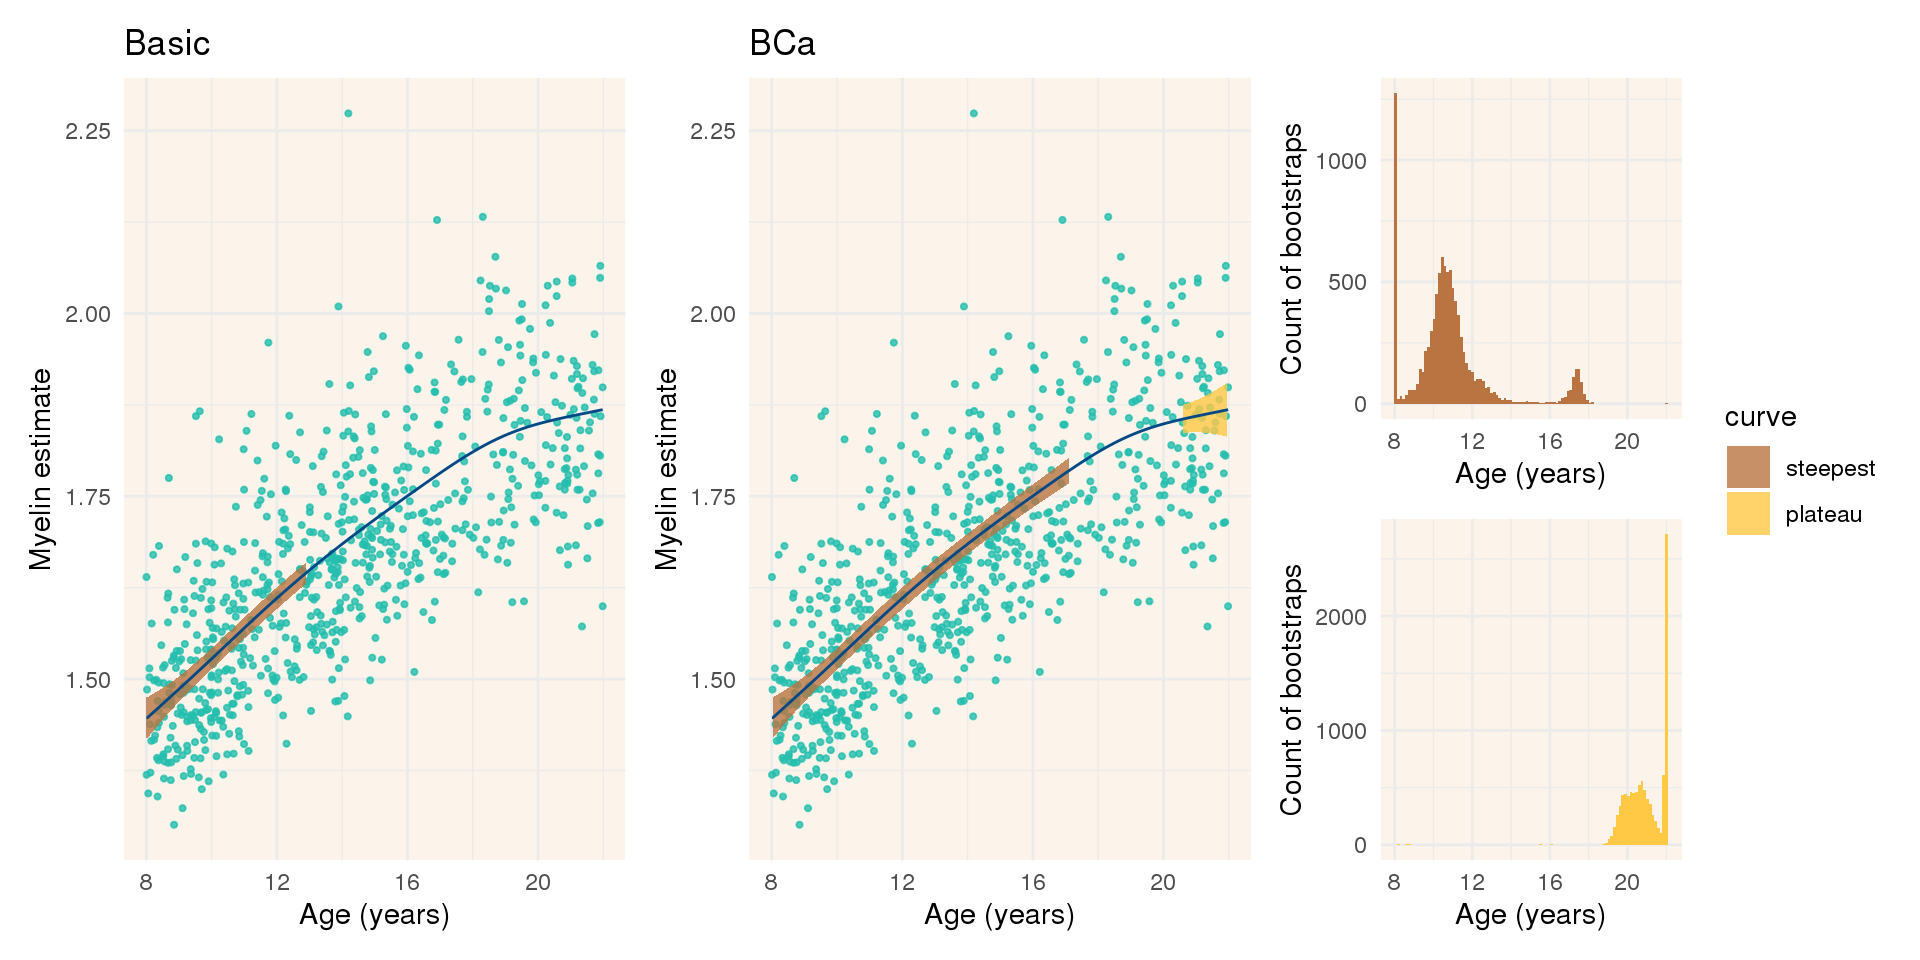 Basic
BCa
Myelin estimate
2.25
2.00
1.75
1.50
8 12 16 20
Age (years)
Myelin estimate
2.25
2.00
1.75
1.50
8 12 16 20
Age (years)
Count of bootstraps
1000
500
0
8 12 16 20
Age (years)
Count of bootstraps
2000
1000
0
8 12 16 20
Age (years)
curve
steepest
plateau